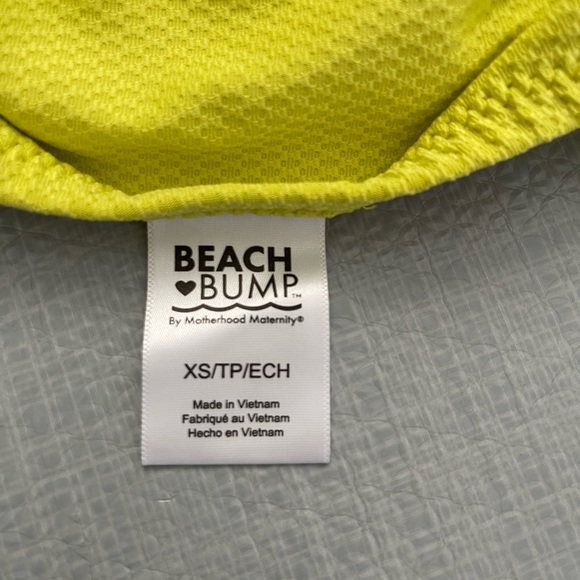 BEACH
♥BUMP™
By Motherhood Maternity®
XS/TP/ECH
Made in Vietnam
Fabriqué au Vietnam
Hecho en Vietnam